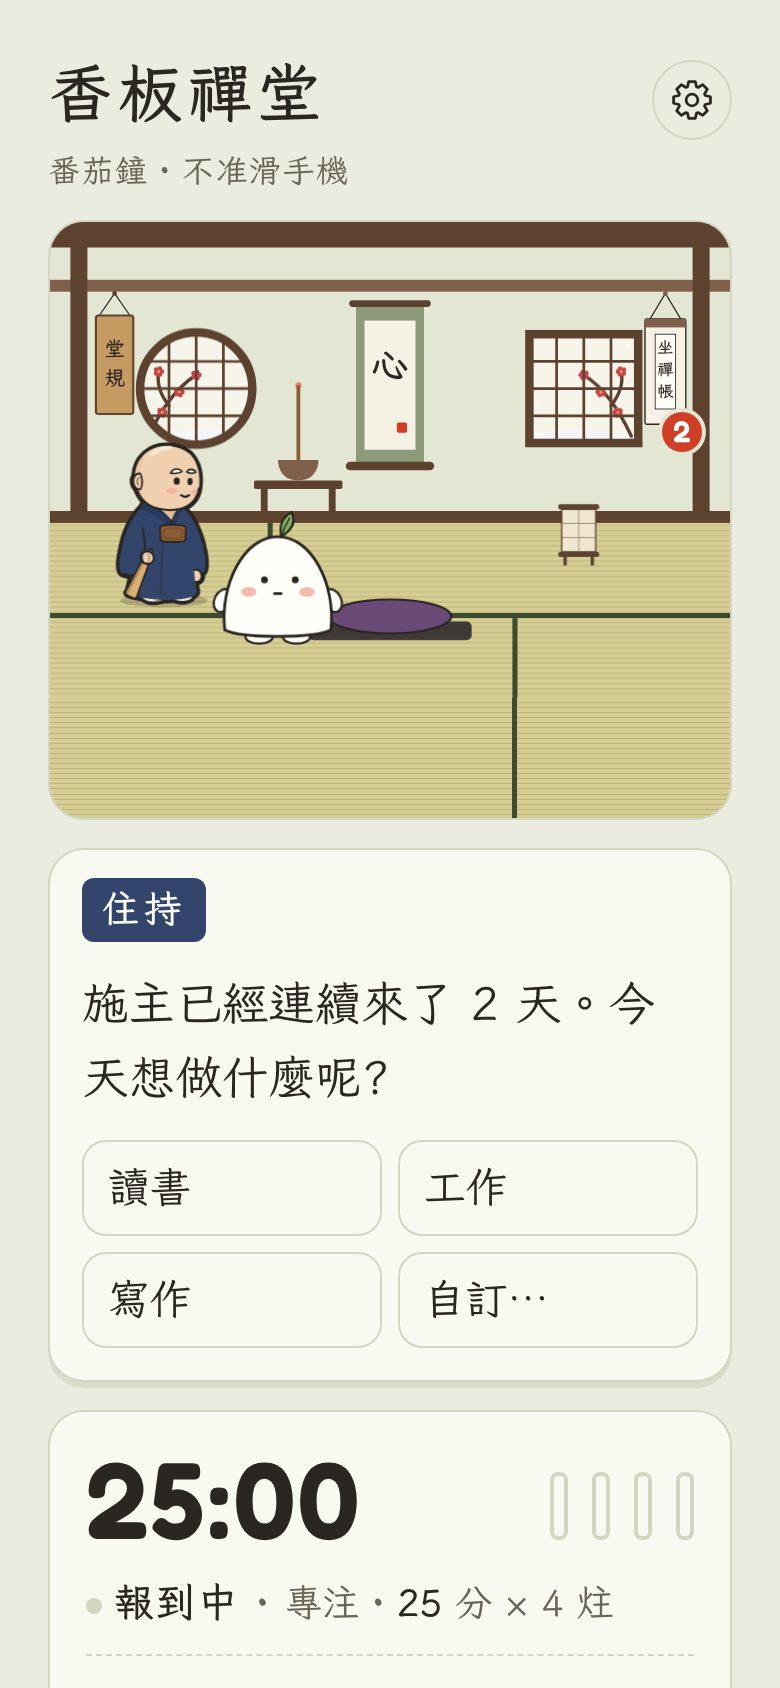 香板禪堂
番茄鐘・不准滑手機
堂規
心
坐禪帳
2
住持
施主已經連續來了 2 天。今
天想做什麼呢?
讀書
工作
寫作
自訂⋯
25:00
報到中 ・專注・25 分 × 4 炷